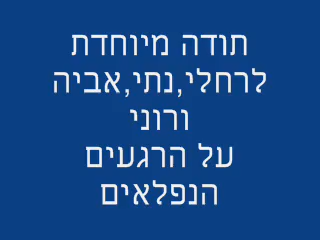 תודה מיוחדת
לרחלי,נתי,אביה
ורוני
על הרגעים
הנפלאים